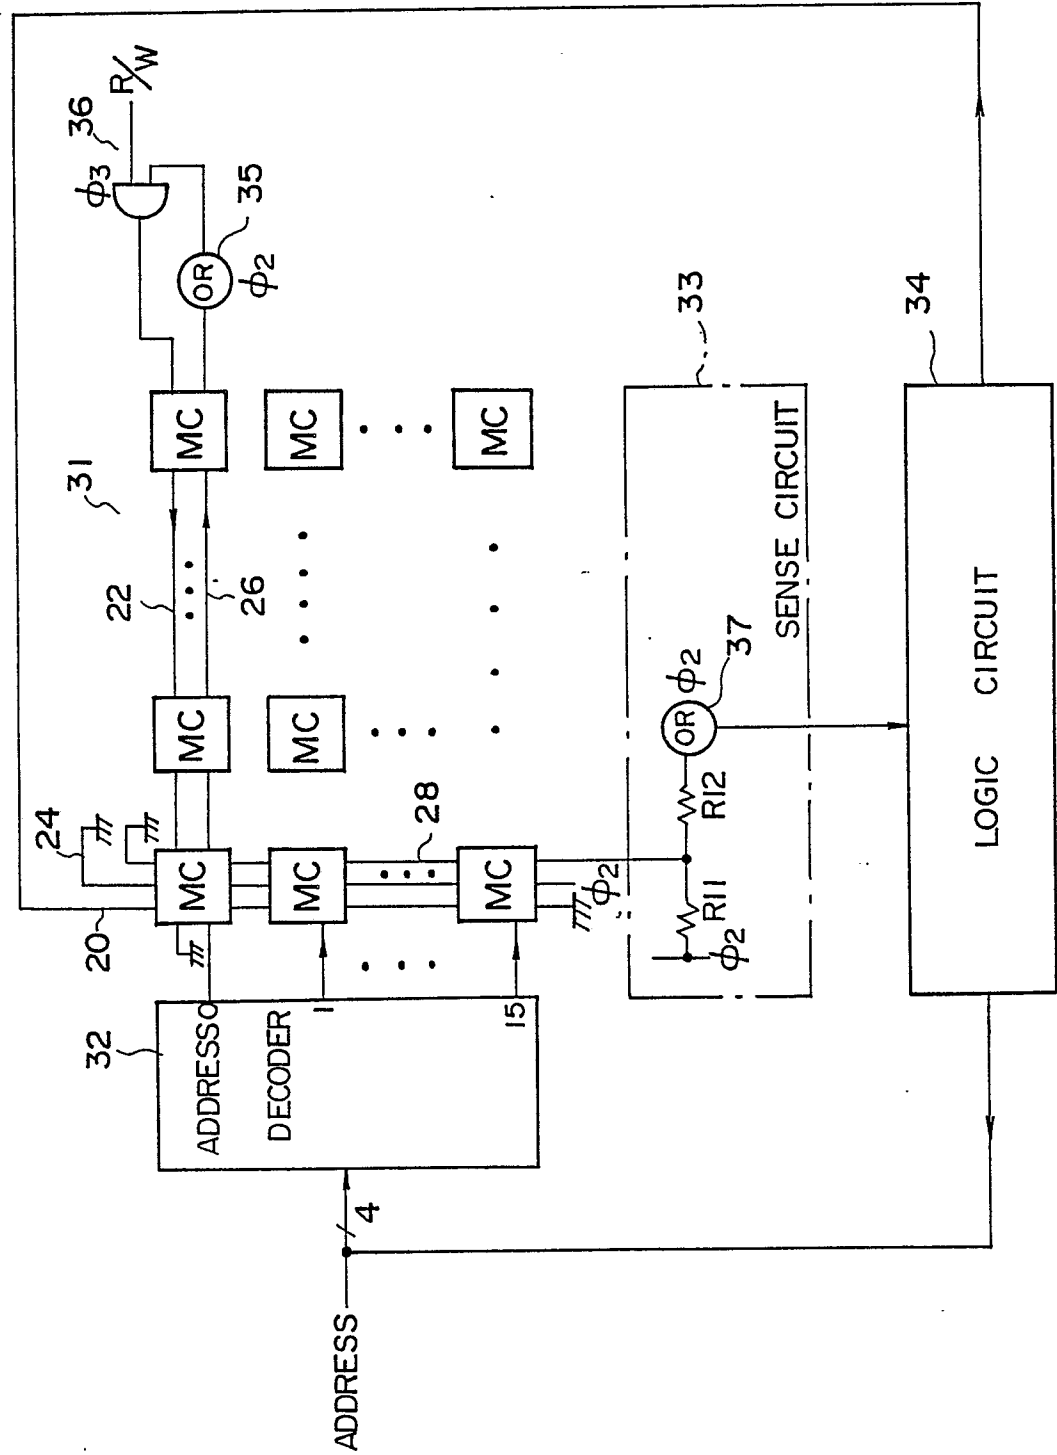 R/W
36
ϕ3
35
OR
ϕ2
31
22
26
MC
MC
MC
24
20
MC
MC
MC
MC
MC
28
MC
32
ADDRESS
DECODER
0
1
15
4
ADDRESS
ϕ2
33
SENSE CIRCUIT
37
ϕ2
OR
R12
R11
ϕ2
34
LOGIC CIRCUIT